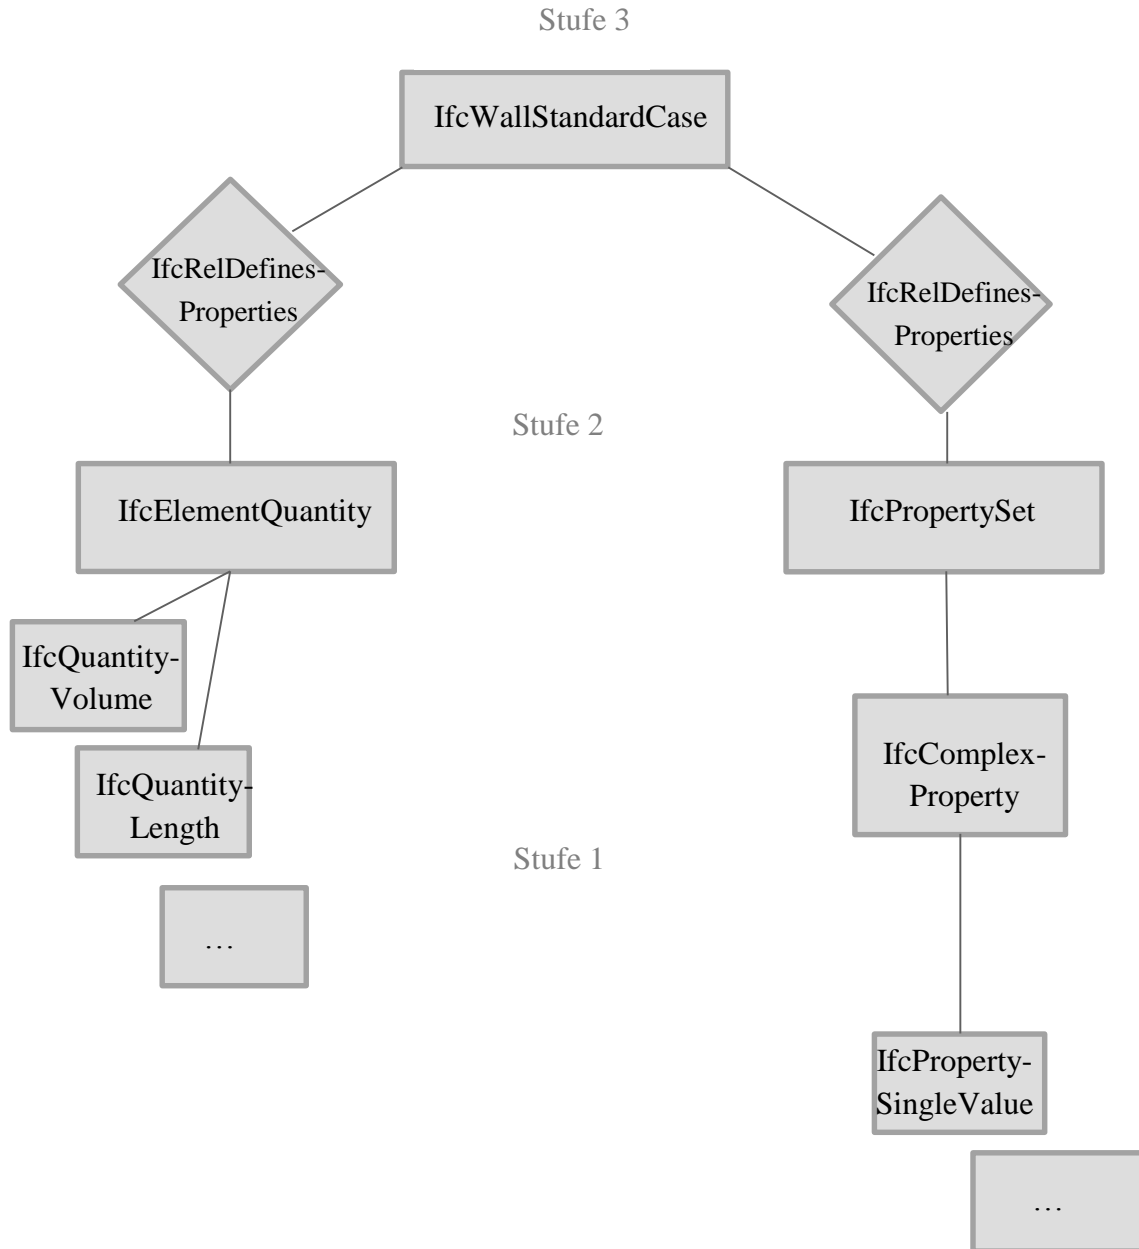 Stufe 3
IfcWallStandardCase
IfcRelDefines-
Properties
IfcRelDefines-
Properties
Stufe 2
IfcElementQuantity
IfcPropertySet
IfcQuantity-
Volume
IfcComplex-
Property
IfcQuantity-
Length
Stufe 1
...
IfcProperty-
SingleValue
...